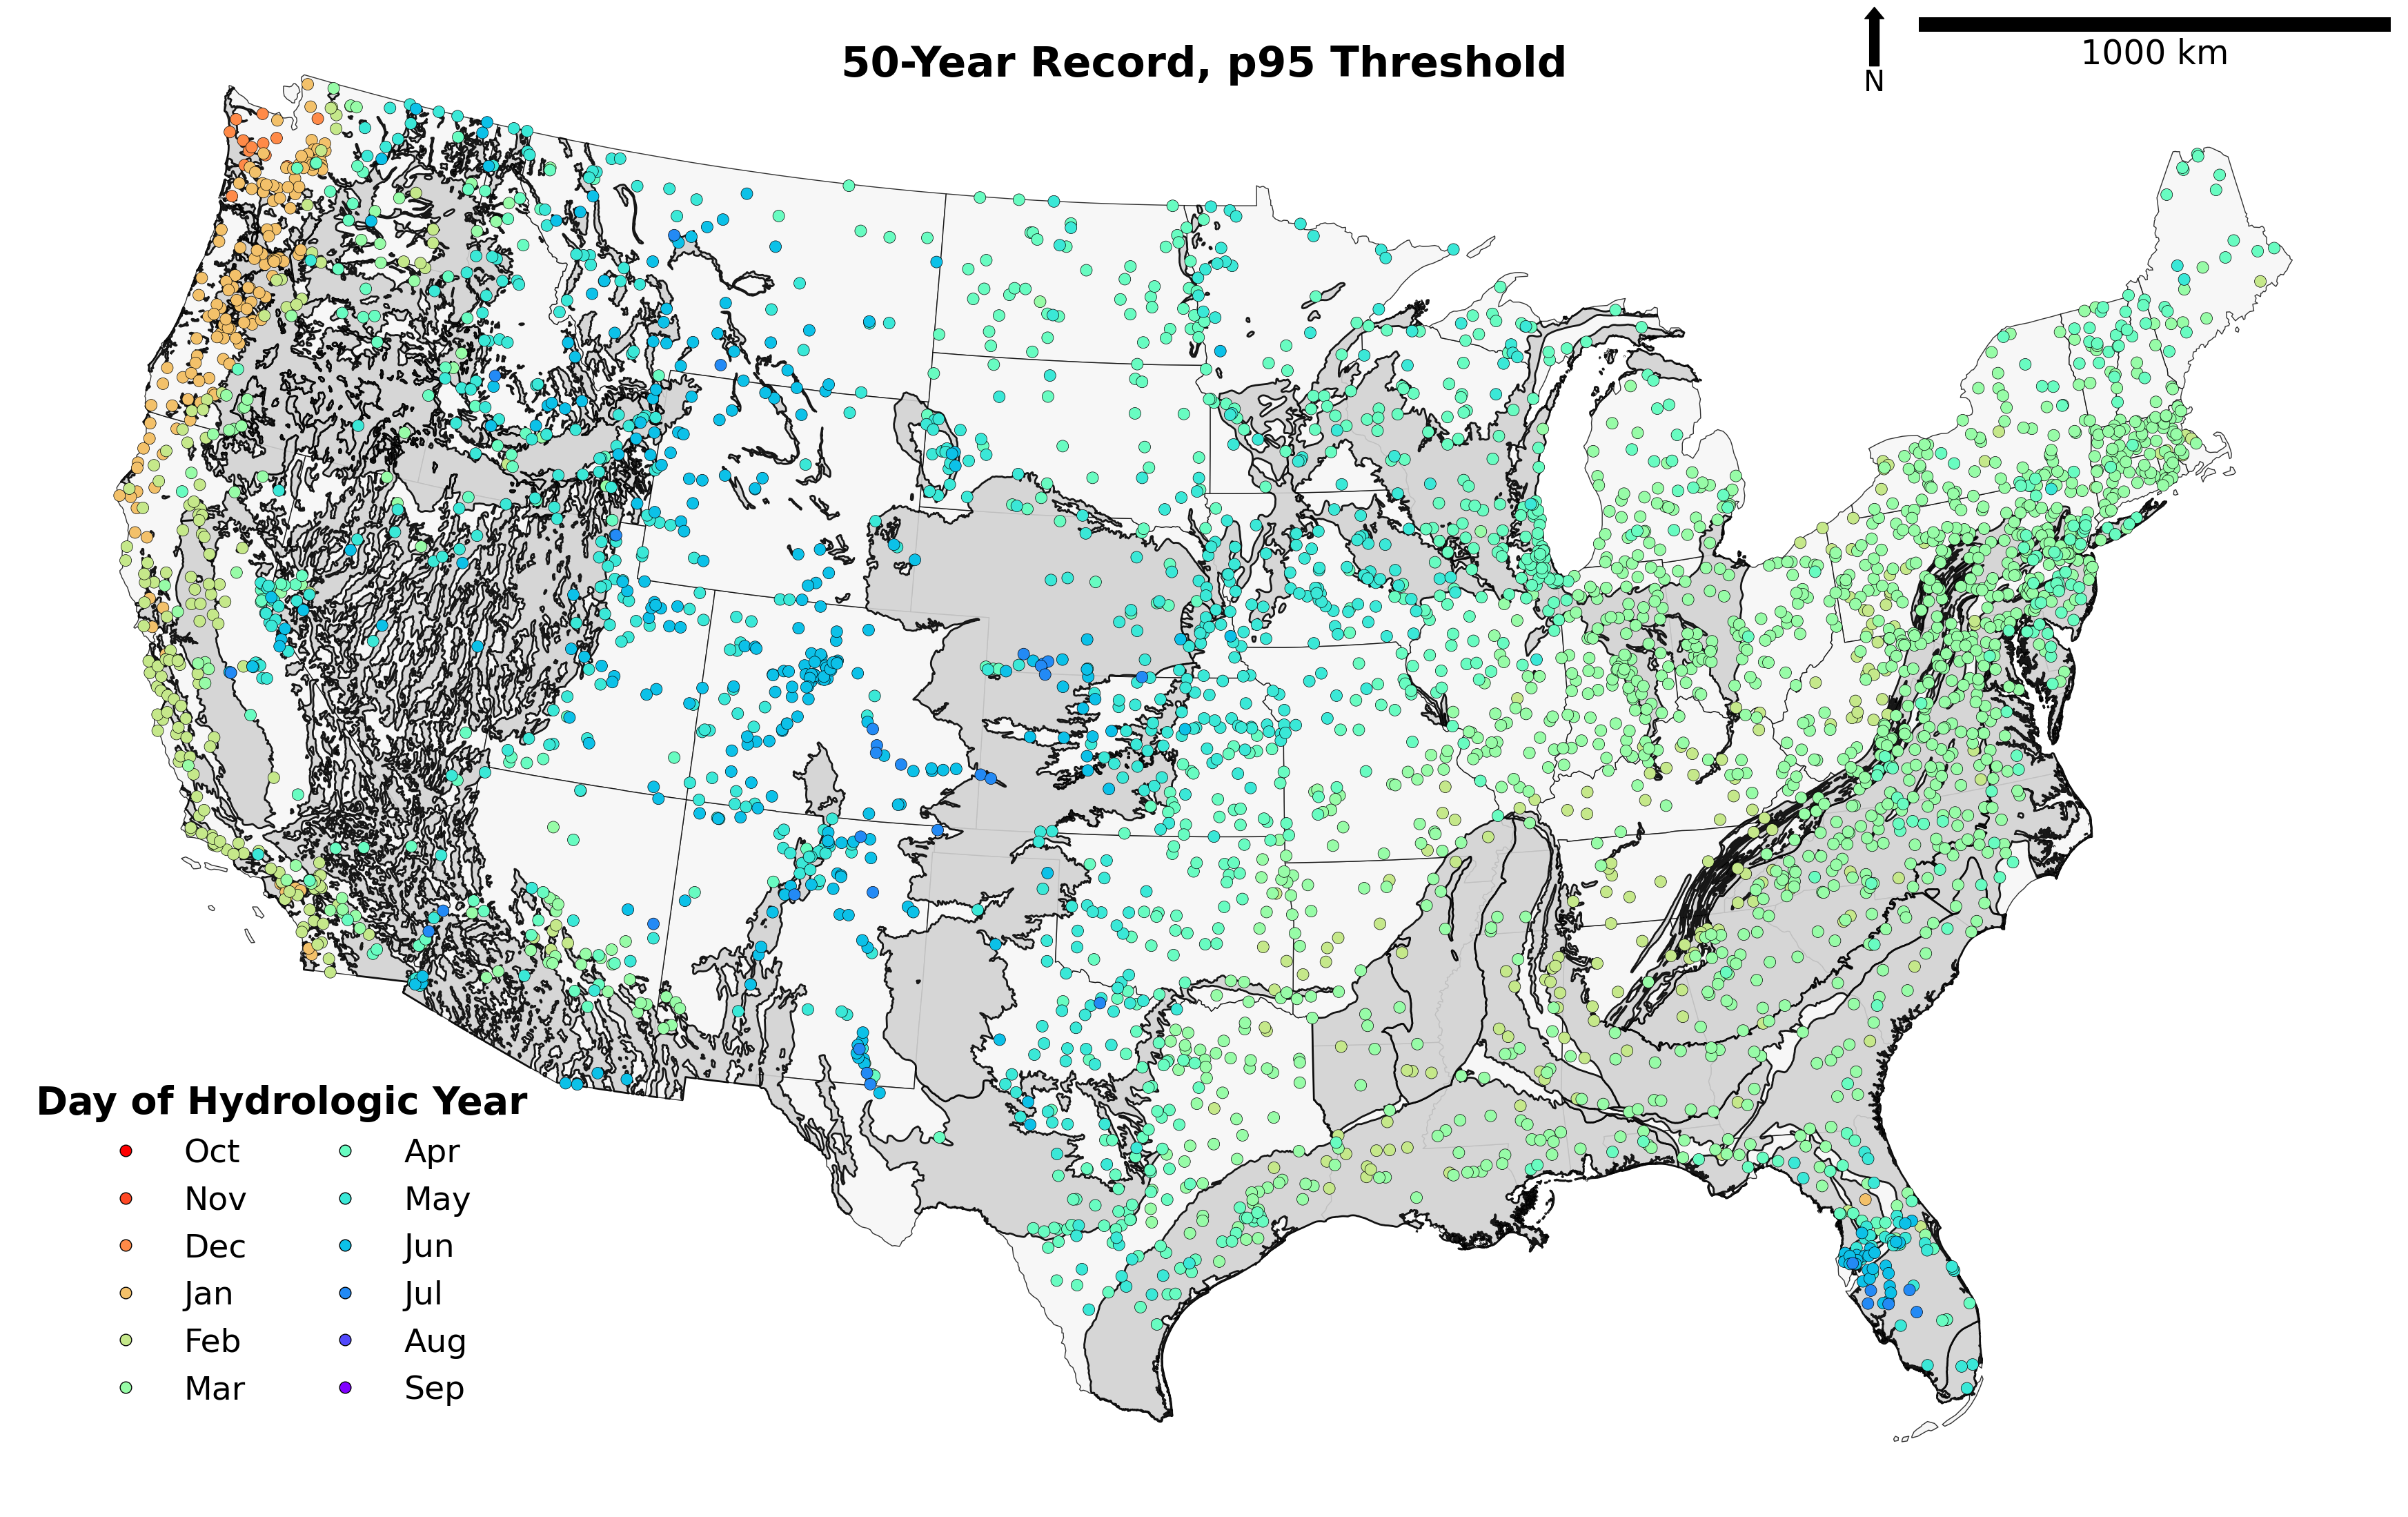 50-Year Record, p95 Threshold
1000 km
N
Day of Hydrologic Year
Oct
Nov
Dec
Jan
Feb
Mar
Apr
May
Jun
Jul
Aug
Sep